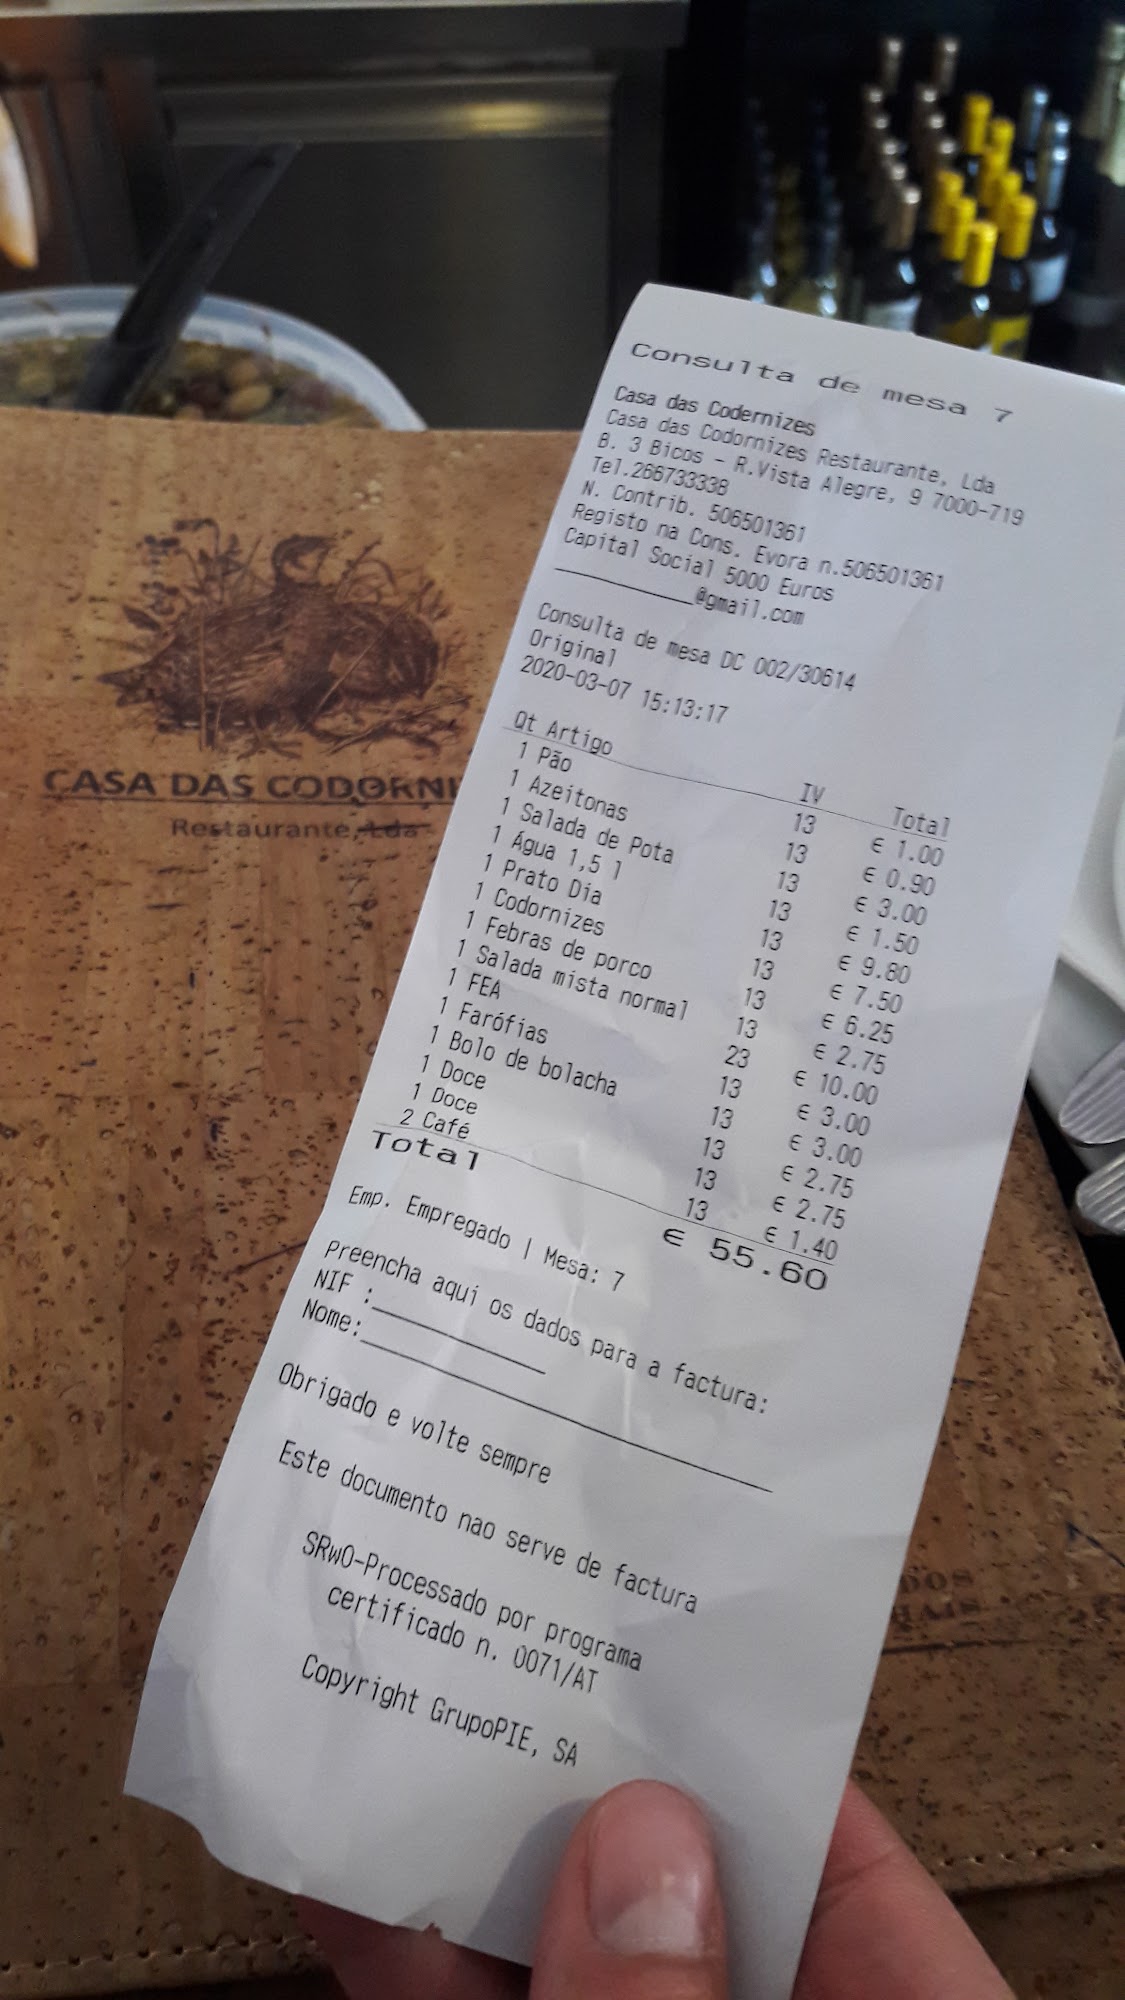 Consulta de mesa 7
Casa das Codernizes
Casa das Codornizes Restaurante, Lda
B. 3 Bicos - R.Vista Alegre, 9 7000-719
Tel.266733338
N. Contrib. 506501361
Registo na Cons. Evora n.506501361
Capital Social 5000 Euros
__________@gmail.com
Consulta de mesa DC 002/30614
Original
2020-03-07 15:13:17
Qt Artigo IV Total
1 Pão 13 € 1.00
1 Azeitonas 13 € 0.90
1 Salada de Pota 13 € 3.00
1 Água 1,5 l 13 € 1.50
1 Prato Dia 13 € 9.80
1 Codornizes 13 € 7.50
1 Febras de porco 13 € 6.25
1 Salada mista normal 13 € 2.75
1 FEA 23 € 10.00
1 Farófias 13 € 3.00
1 Bolo de bolacha 13 € 3.00
1 Doce 13 € 2.75
1 Doce 13 € 2.75
2 Café 13 € 1.40
Total € 55.60
Emp. Empregado | Mesa: 7
Preencha aqui os dados para a factura:
NIF :______________
Nome:______________
Obrigado e volte sempre
Este documento nao serve de factura
SRwO-Processado por programa
certificado n. 0071/AT
Copyright GrupoPIE, SA
CASA DAS CODORNI
Restaurante, Lda